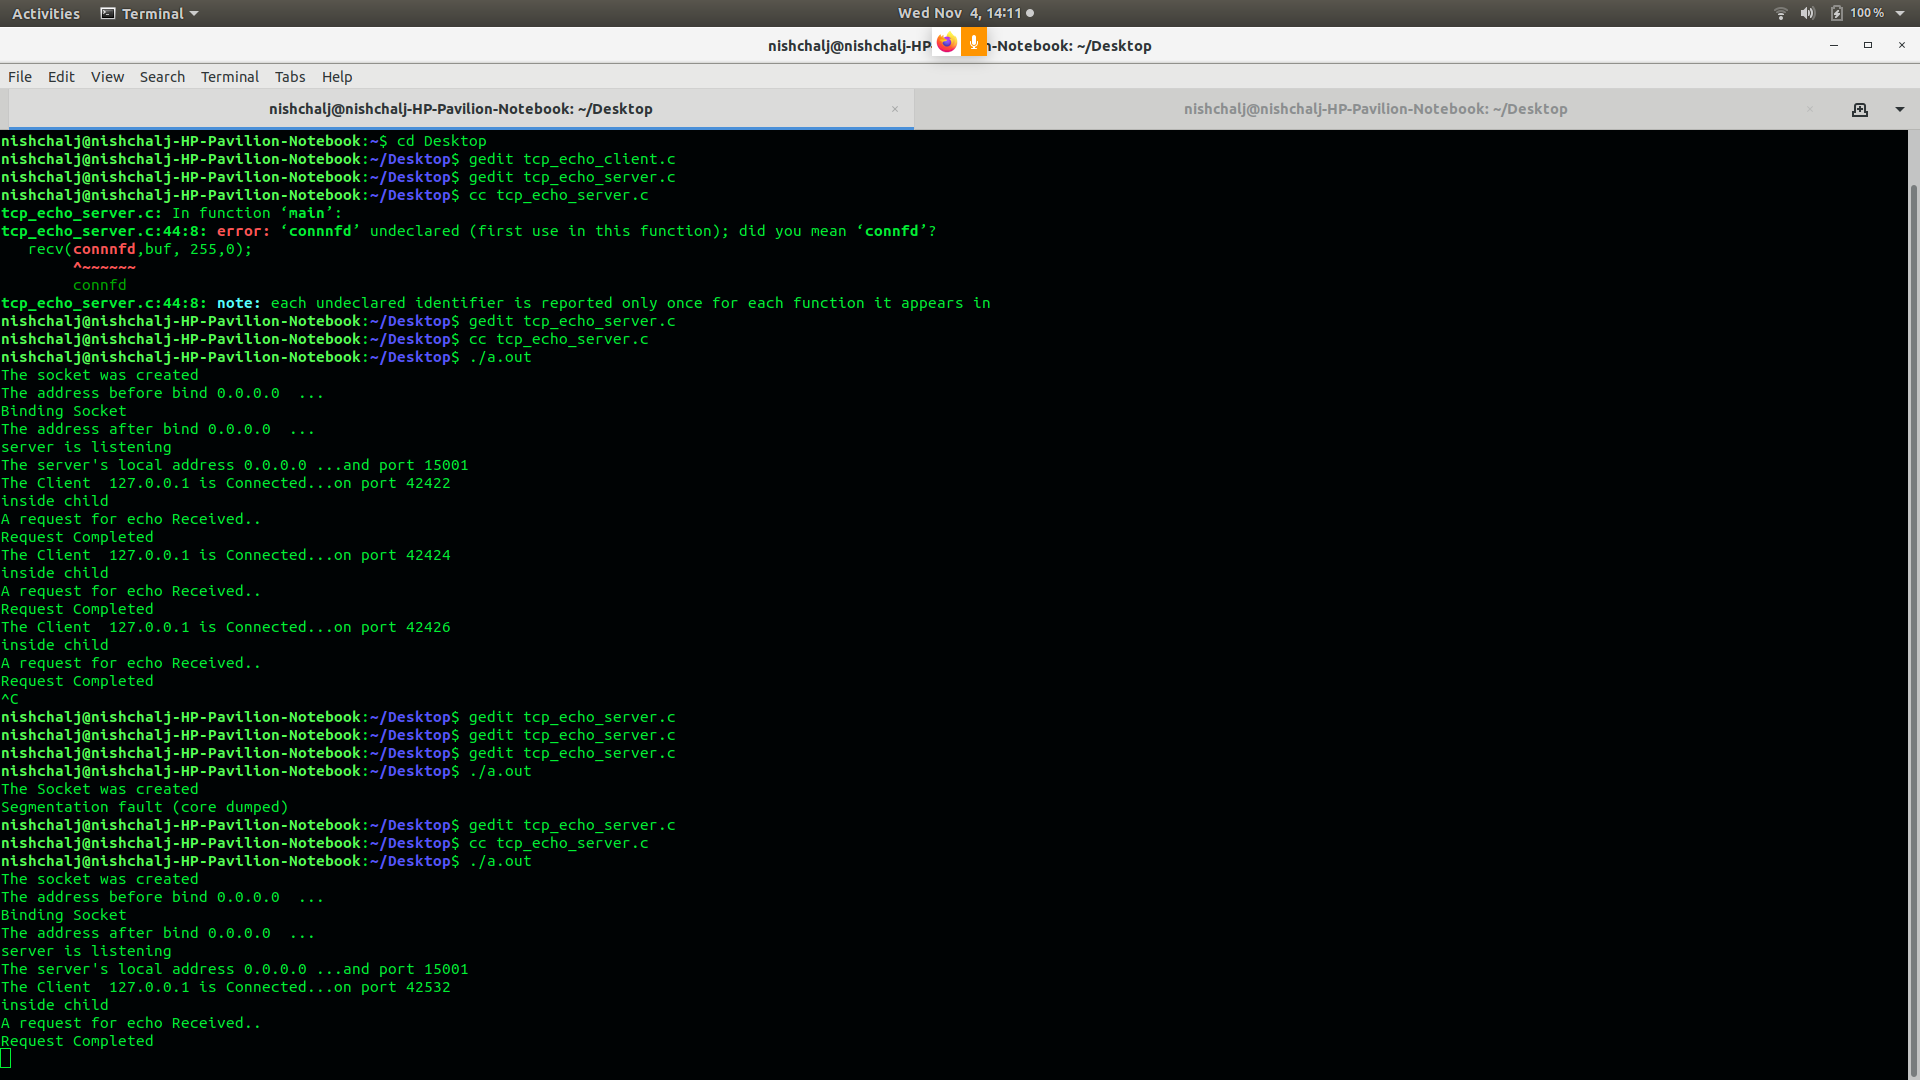 Activities Terminal Wed Nov 4, 14:11 100%
nishchalj@nishchalj-HP- n-Notebook: ~/Desktop
File Edit View Search Terminal Tabs Help
nishchalj@nishchalj-HP-Pavilion-Notebook: ~/Desktop nishchalj@nishchalj-HP-Pavilion-Notebook: ~/Desktop
nishchalj@nishchalj-HP-Pavilion-Notebook:~$ cd Desktop
nishchalj@nishchalj-HP-Pavilion-Notebook:~/Desktop$ gedit tcp_echo_client.c
nishchalj@nishchalj-HP-Pavilion-Notebook:~/Desktop$ gedit tcp_echo_server.c
nishchalj@nishchalj-HP-Pavilion-Notebook:~/Desktop$ cc tcp_echo_server.c
tcp_echo_server.c: In function ‘main’:
tcp_echo_server.c:44:8: error: ‘connnfd’ undeclared (first use in this function); did you mean ‘connfd’?
recv(connnfd,buf, 255,0);
^~~~~~~
connfd
tcp_echo_server.c:44:8: note: each undeclared identifier is reported only once for each function it appears in
nishchalj@nishchalj-HP-Pavilion-Notebook:~/Desktop$ gedit tcp_echo_server.c
nishchalj@nishchalj-HP-Pavilion-Notebook:~/Desktop$ cc tcp_echo_server.c
nishchalj@nishchalj-HP-Pavilion-Notebook:~/Desktop$ ./a.out
The socket was created
The address before bind 0.0.0.0  ...
Binding Socket
The address after bind 0.0.0.0  ...
server is listening
The server's local address 0.0.0.0 ...and port 15001
The Client  127.0.0.1 is Connected...on port 42422
inside child
A request for echo Received..
Request Completed
The Client  127.0.0.1 is Connected...on port 42424
inside child
A request for echo Received..
Request Completed
The Client  127.0.0.1 is Connected...on port 42426
inside child
A request for echo Received..
Request Completed
^C
nishchalj@nishchalj-HP-Pavilion-Notebook:~/Desktop$ gedit tcp_echo_server.c
nishchalj@nishchalj-HP-Pavilion-Notebook:~/Desktop$ gedit tcp_echo_server.c
nishchalj@nishchalj-HP-Pavilion-Notebook:~/Desktop$ gedit tcp_echo_server.c
nishchalj@nishchalj-HP-Pavilion-Notebook:~/Desktop$ ./a.out
The Socket was created
Segmentation fault (core dumped)
nishchalj@nishchalj-HP-Pavilion-Notebook:~/Desktop$ gedit tcp_echo_server.c
nishchalj@nishchalj-HP-Pavilion-Notebook:~/Desktop$ cc tcp_echo_server.c
nishchalj@nishchalj-HP-Pavilion-Notebook:~/Desktop$ ./a.out
The socket was created
The address before bind 0.0.0.0  ...
Binding Socket
The address after bind 0.0.0.0  ...
server is listening
The server's local address 0.0.0.0 ...and port 15001
The Client  127.0.0.1 is Connected...on port 42532
inside child
A request for echo Received..
Request Completed